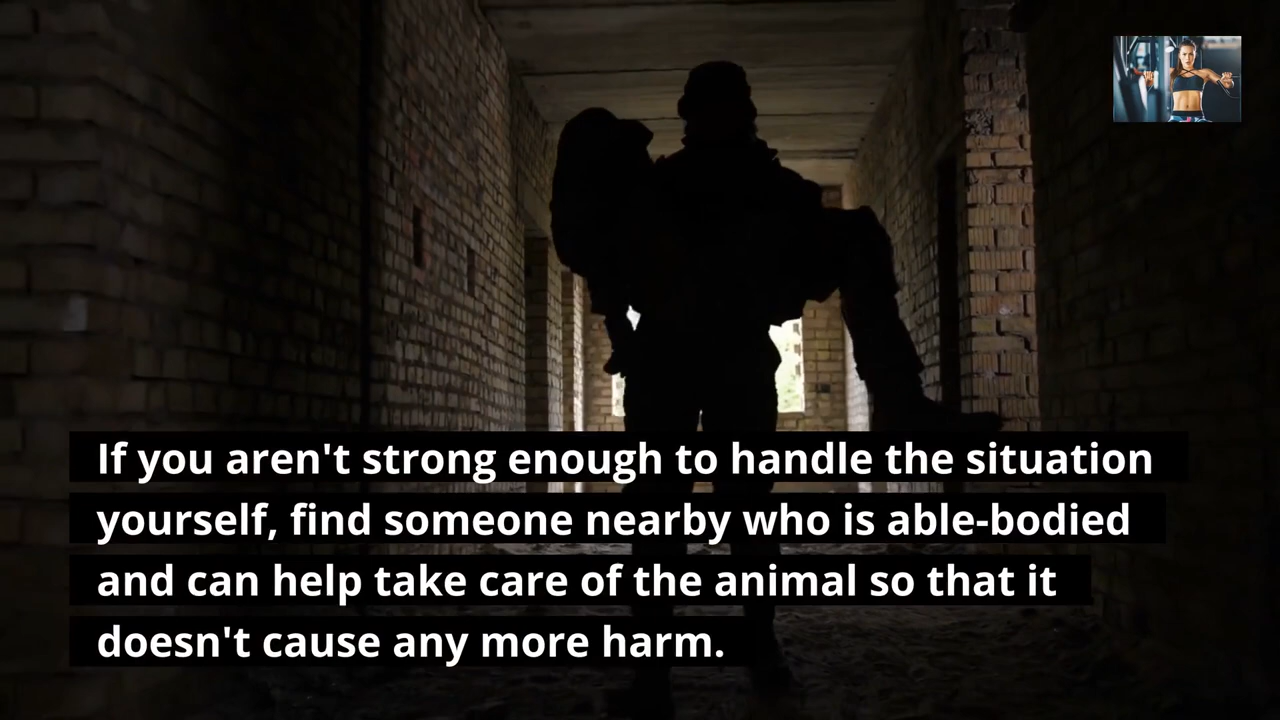 If you aren't strong enough to handle the situation
yourself, find someone nearby who is able-bodied
and can help take care of the animal so that it
doesn't cause any more harm.